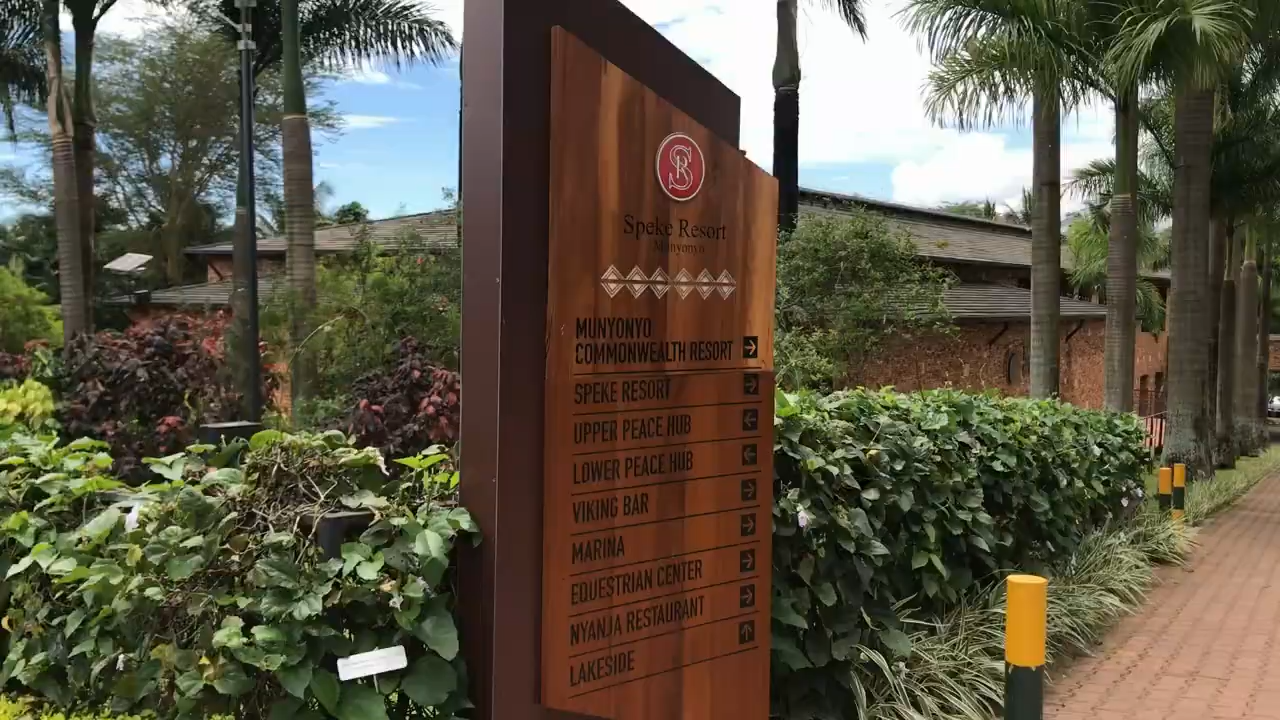 SR
Speke Resort
Munyonyo
MUNYONYO
COMMONWEALTH RESORT
SPEKE RESORT
UPPER PEACE HUB
LOWER PEACE HUB
VIKING BAR
MARINA
EQUESTRIAN CENTER
NYANJA RESTAURANT
LAKESIDE